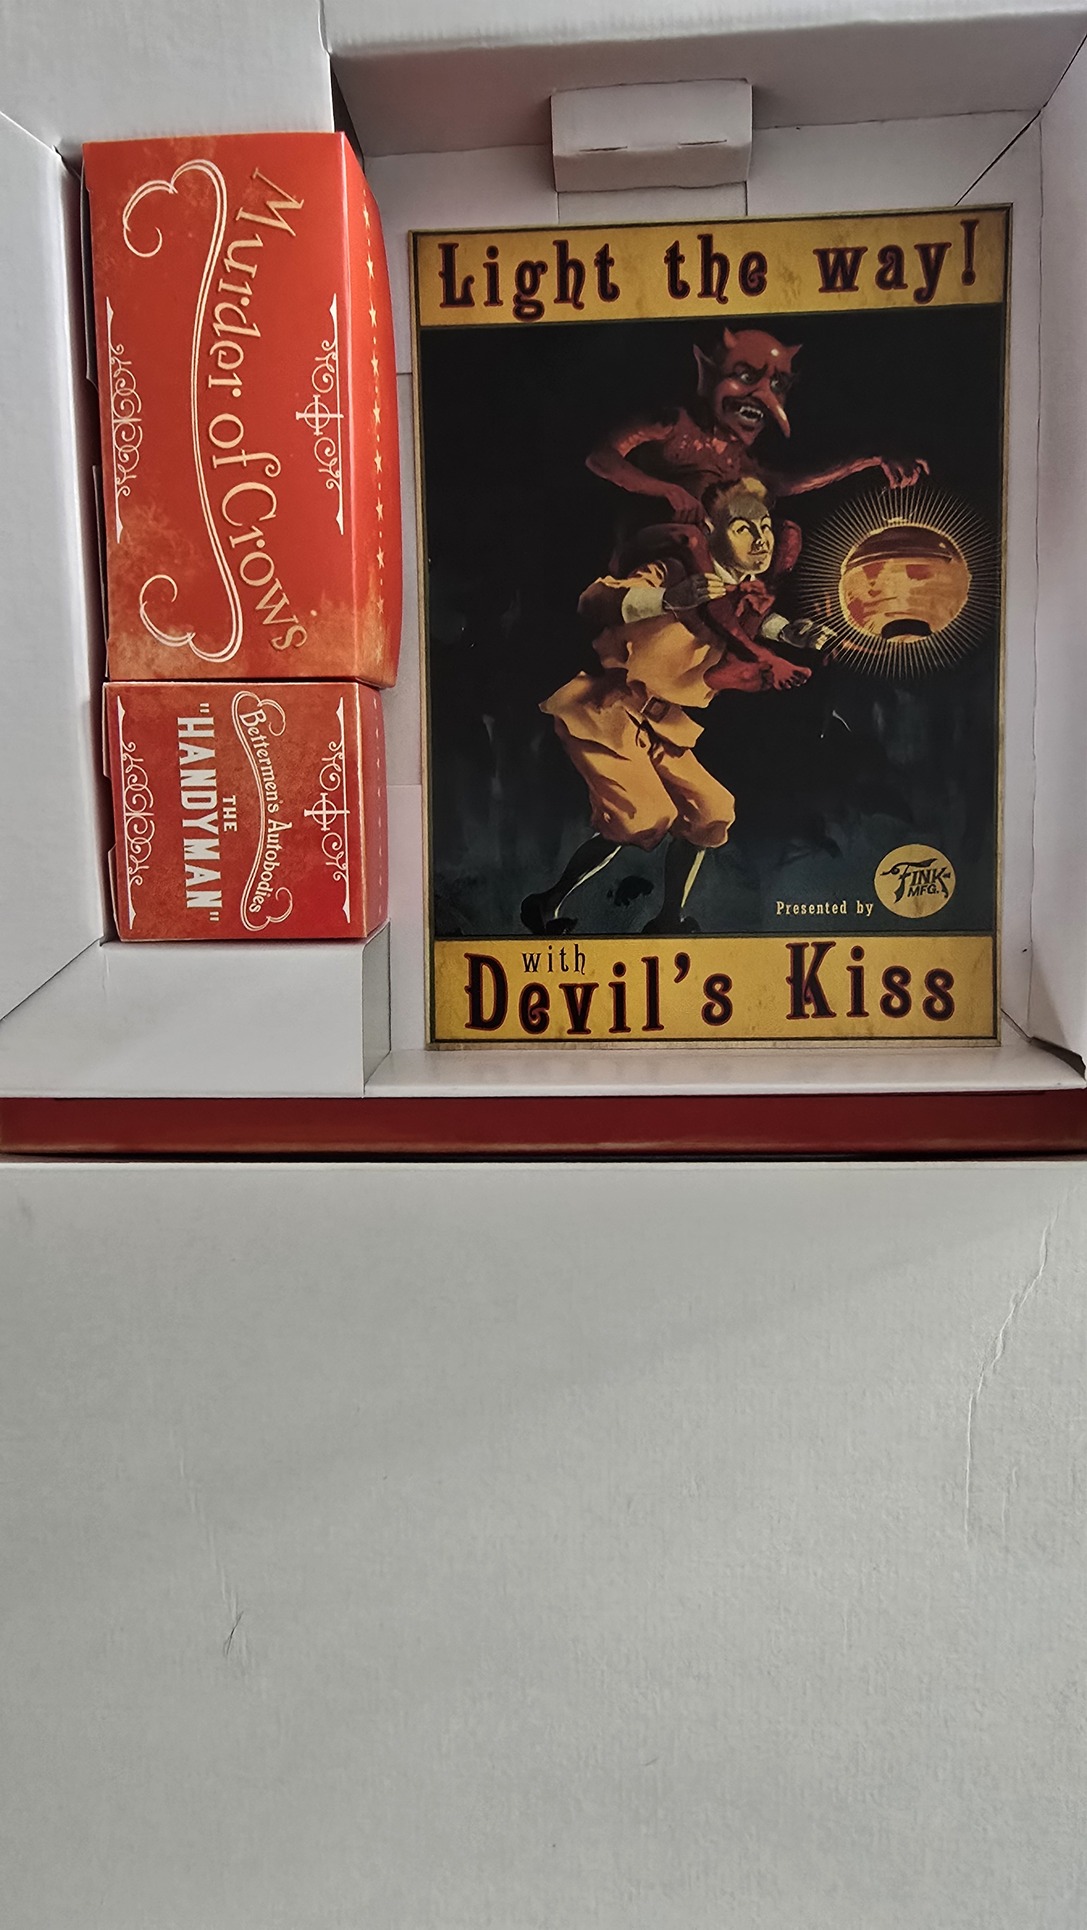 Murder of Crows
Bettermen's Autobodies
THE
"HANDYMAN"
Light the way!
Presented by
FINK
MFG.
with
Devil's Kiss